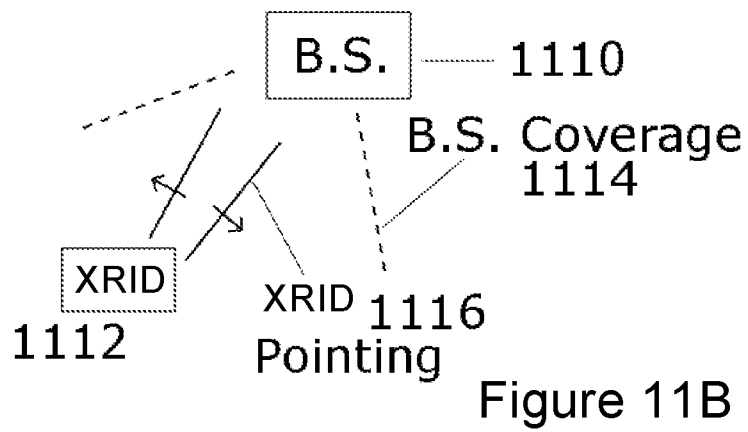 B.S.
1110
B.S. Coverage
1114
XRID
1112
XRID 1116
Pointing
Figure 11B